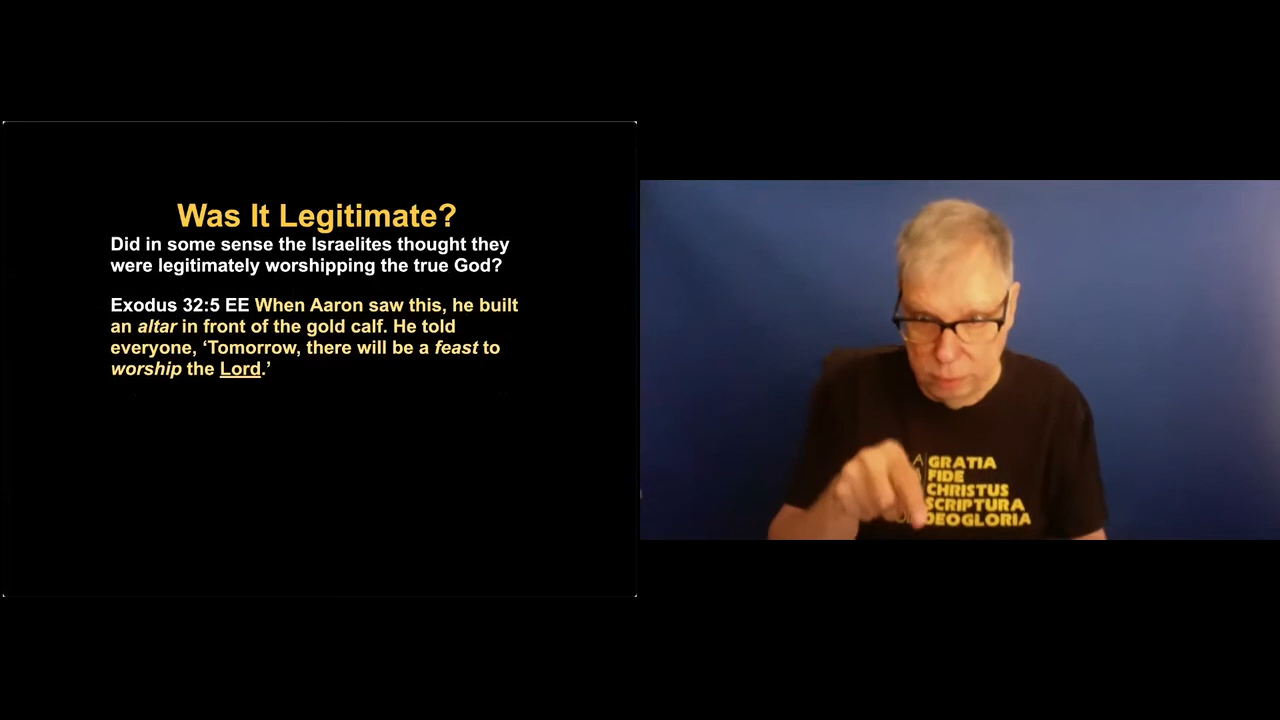 Was It Legitimate?
Did in some sense the Israelites thought they
were legitimately worshipping the true God?
Exodus 32:5 EE When Aaron saw this, he built
an altar in front of the gold calf. He told
everyone, ‘Tomorrow, there will be a feast to
worship the Lord.’
A GRATIA
FIDE
CHRISTUS
SCRIPTURA
DEOGLORIA